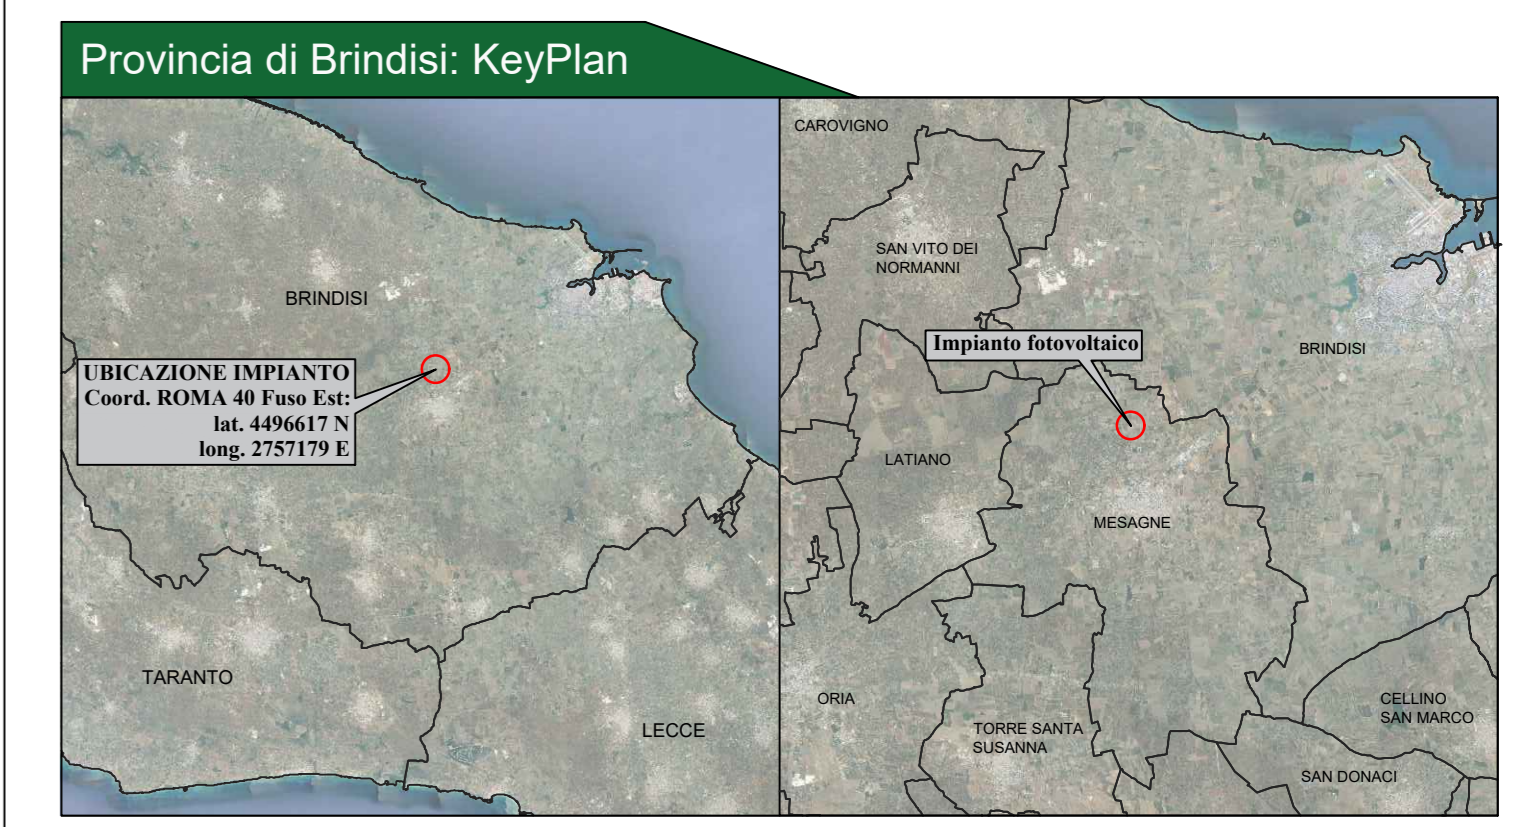 Provincia di Brindisi: KeyPlan
BRINDISI
UBICAZIONE IMPIANTO
Coord. ROMA 40 Fuso Est:
lat. 4496617 N
long. 2757179 E
TARANTO
LECCE
CAROVIGNO
SAN VITO DEI
NORMANNI
Impianto fotovoltaico
BRINDISI
LATIANO
MESAGNE
ORIA
TORRE SANTA
SUSANNA
CELLINO
SAN MARCO
SAN DONACI